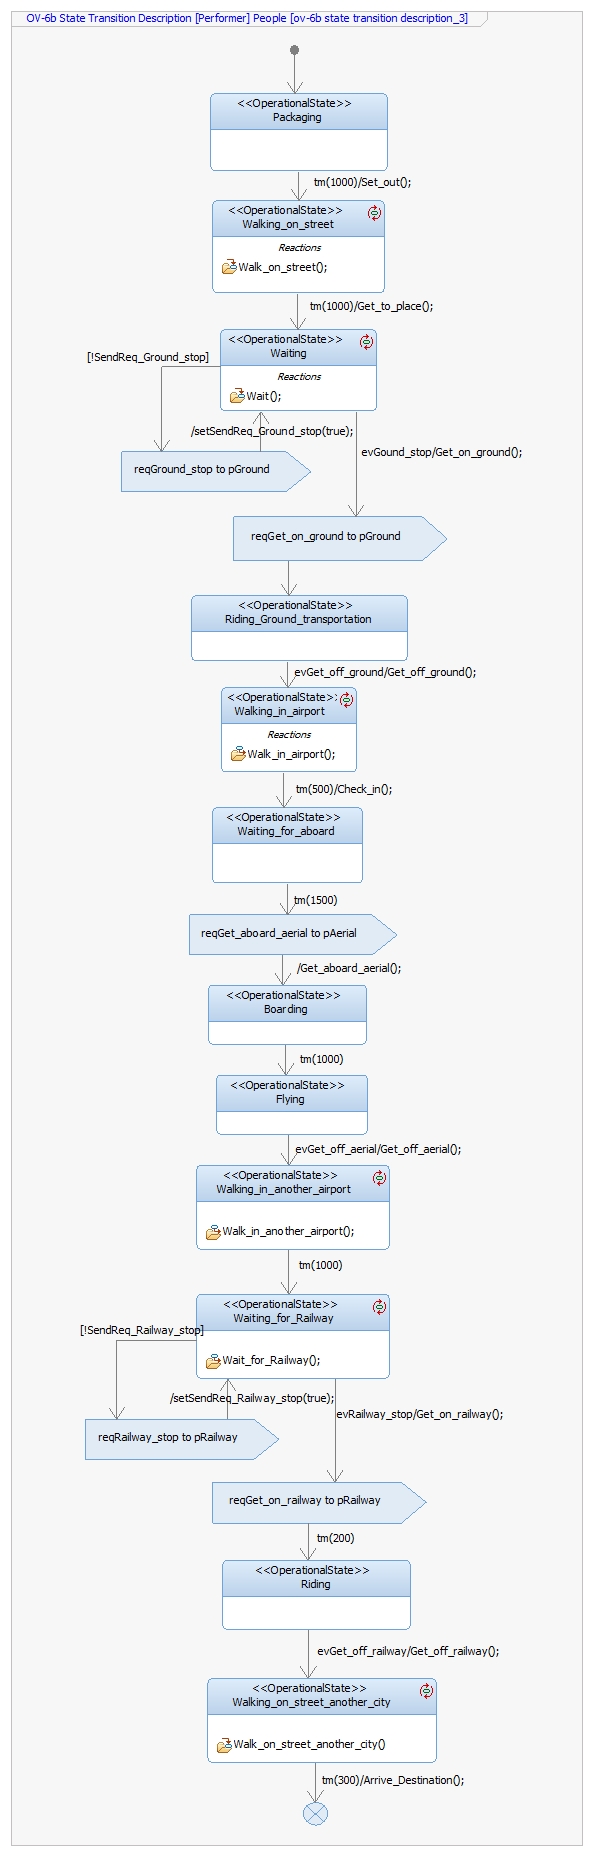 OV-6b State Transition Description [Performer] People [ov-6b state transition description_3]
<<OperationalState>>
Packaging
tm(1000)/Set_out();
<<OperationalState>>
Walking_on_street
Reactions
Walk_on_street();
tm(1000)/Get_to_place();
<<OperationalState>>
Waiting
[!SendReq_Ground_stop]
Reactions
Wait();
/setSendReq_Ground_stop(true);
evGound_stop/Get_on_ground();
reqGround_stop to pGround
reqGet_on_ground to pGround
<<OperationalState>>
Riding_Ground_transportation
evGet_off_ground/Get_off_ground();
<<OperationalState>>
Walking_in_airport
Reactions
Walk_in_airport();
tm(500)/Check_in();
<<OperationalState>>
Waiting_for_aboard
tm(1500)
reqGet_aboard_aerial to pAerial
/Get_aboard_aerial();
<<OperationalState>>
Boarding
tm(1000)
<<OperationalState>>
Flying
evGet_off_aerial/Get_off_aerial();
<<OperationalState>>
Walking_in_another_airport
Walk_in_another_airport();
tm(1000)
<<OperationalState>>
Waiting_for_Railway
[!SendReq_Railway_stop]
Wait_for_Railway();
/setSendReq_Railway_stop(true);
evRailway_stop/Get_on_railway();
reqRailway_stop to pRailway
reqGet_on_railway to pRailway
tm(200)
<<OperationalState>>
Riding
evGet_off_railway/Get_off_railway();
<<OperationalState>>
Walking_on_street_another_city
Walk_on_street_another_city()
tm(300)/Arrive_Destination();